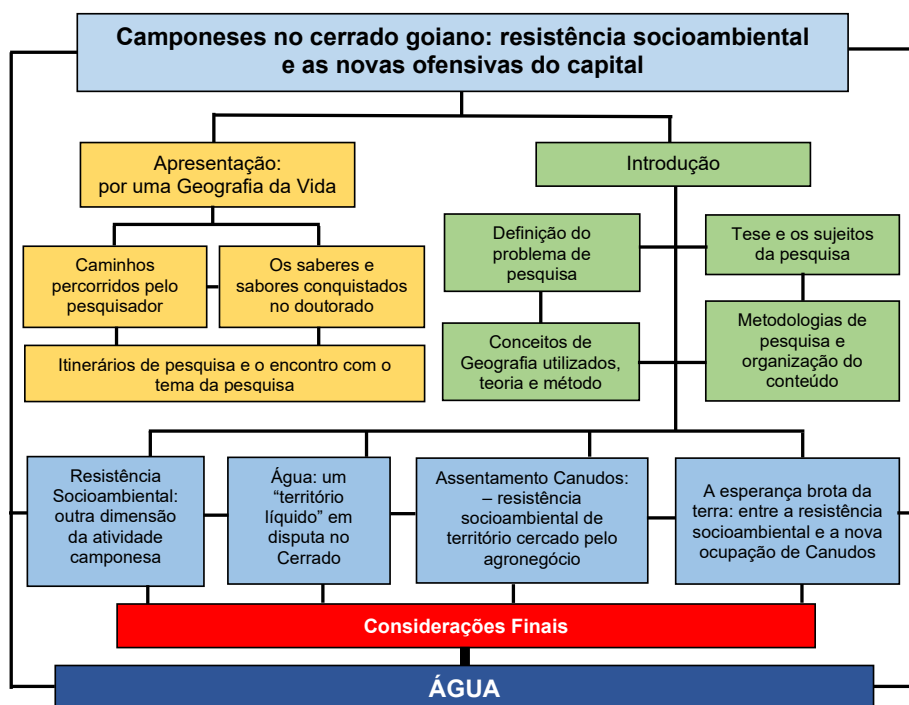 Camponeses no cerrado goiano: resistência socioambiental
e as novas ofensivas do capital
Apresentação:
por uma Geografia da Vida
Introdução
Caminhos
percorridos pelo
pesquisador
Os saberes e
sabores conquistados
no doutorado
Itinerários de pesquisa e o encontro com o
tema da pesquisa
Definição do
problema de
pesquisa
Tese e os sujeitos
da pesquisa
Conceitos de
Geografia utilizados,
teoria e método
Metodologias de
pesquisa e
organização do
conteúdo
Resistência
Socioambiental:
outra dimensão
da atividade
camponesa
Água: um
“território
líquido” em
disputa no
Cerrado
Assentamento Canudos:
– resistência
socioambiental de
território cercado pelo
agronegócio
A esperança brota da
terra: entre a resistência
socioambiental e a nova
ocupação de Canudos
Considerações Finais
ÁGUA